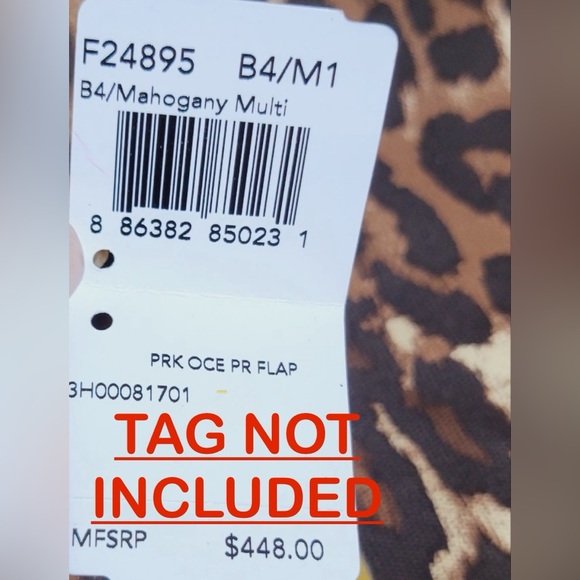 F24895 B4/M1
B4/Mahogany Multi
8 86382 85023 1
PRK OCE PR FLAP
3H00081701
TAG NOT
INCLUDED
MFSRP $448.00